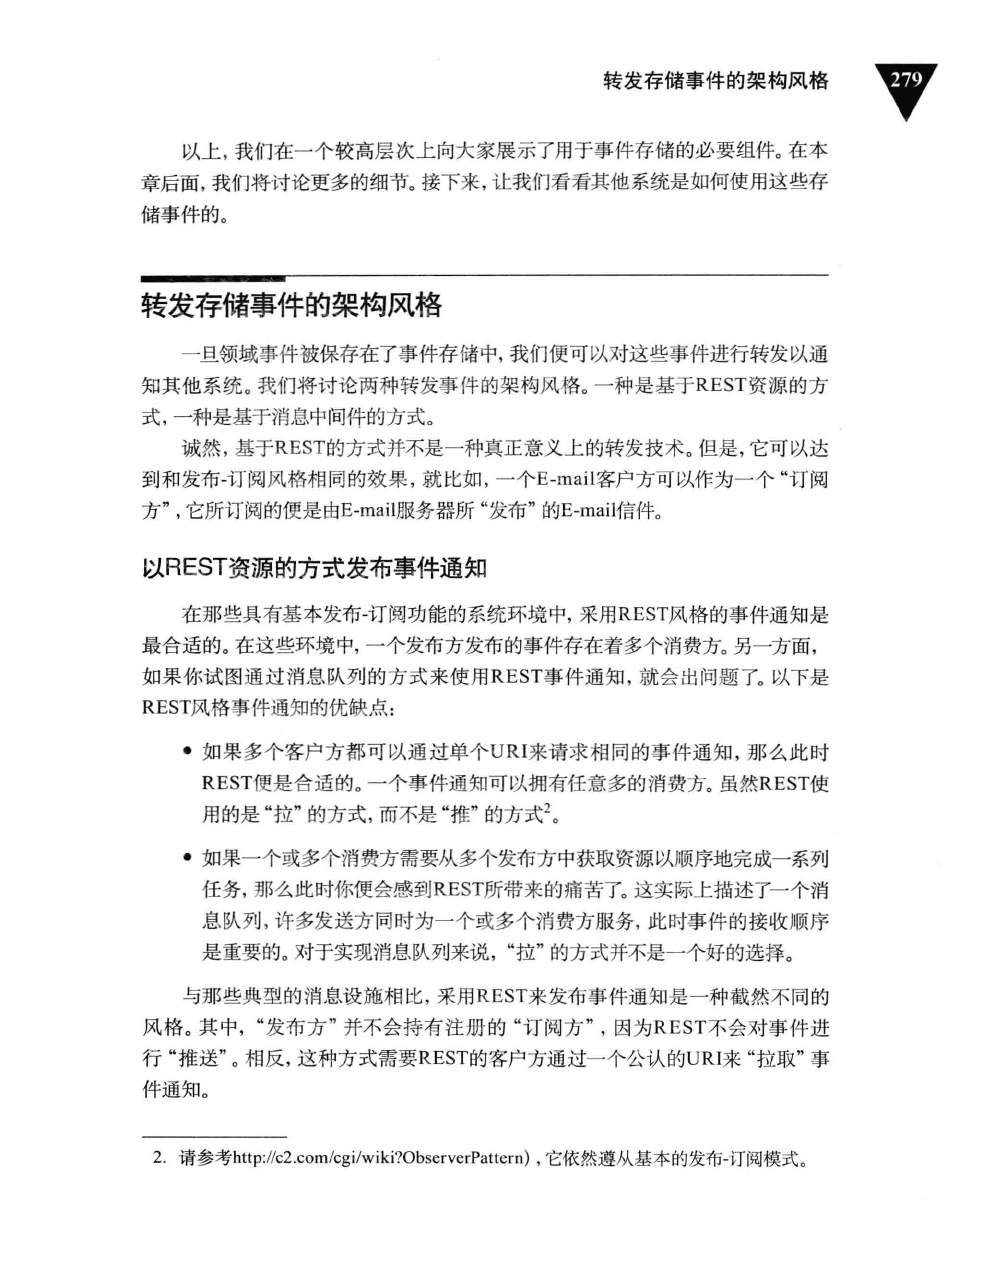 转发存储事件的架构风格
279
以上，我们在一个较高层次上向大家展示了用于事件存储的必要组件。在本
章后面，我们将讨论更多的细节。接下来，让我们看看其他系统是如何使用这些存
储事件的。
转发存储事件的架构风格
一旦领域事件被保存在了事件存储中，我们便可以对这些事件进行转发以通
知其他系统。我们将讨论两种转发事件的架构风格。一种是基于REST资源的方
式，一种是基于消息中间件的方式。
诚然，基于REST的方式并不是一种真正意义上的转发技术。但是，它可以达
到和发布-订阅风格相同的效果，就比如，一个E-mail客户方可以作为一个“订阅
方”，它所订阅的便是由E-mail服务器所“发布”的E-mail信件。
以REST资源的方式发布事件通知
在那些具有基本发布-订阅功能的系统环境中，采用REST风格的事件通知是
最合适的。在这些环境中，一个发布方发布的事件存在着多个消费方。另一方面，
如果你试图通过消息队列的方式来使用REST事件通知，就会出问题了。以下是
REST风格事件通知的优缺点：
• 如果多个客户方都可以通过单个URI来请求相同的事件通知，那么此时
REST便是合适的。一个事件通知可以拥有任意多的消费方。虽然REST使
用的是“拉”的方式，而不是“推”的方式2。
• 如果一个或多个消费方需要从多个发布方中获取资源以顺序地完成一系列
任务，那么此时你便会感到REST所带来的痛苦了。这实际上描述了一个消
息队列，许多发送方同时为一个或多个消费方服务，此时事件的接收顺序
是重要的。对于实现消息队列来说，“拉”的方式并不是一个好的选择。
与那些典型的消息设施相比，采用REST来发布事件通知是一种截然不同的
风格。其中，“发布方”并不会持有注册的“订阅方”，因为REST不会对事件进
行“推送”。相反，这种方式需要REST的客户方通过一个公认的URI来“拉取”事
件通知。
2. 请参考http://c2.com/cgi/wiki?ObserverPattern)，它依然遵从基本的发布-订阅模式。